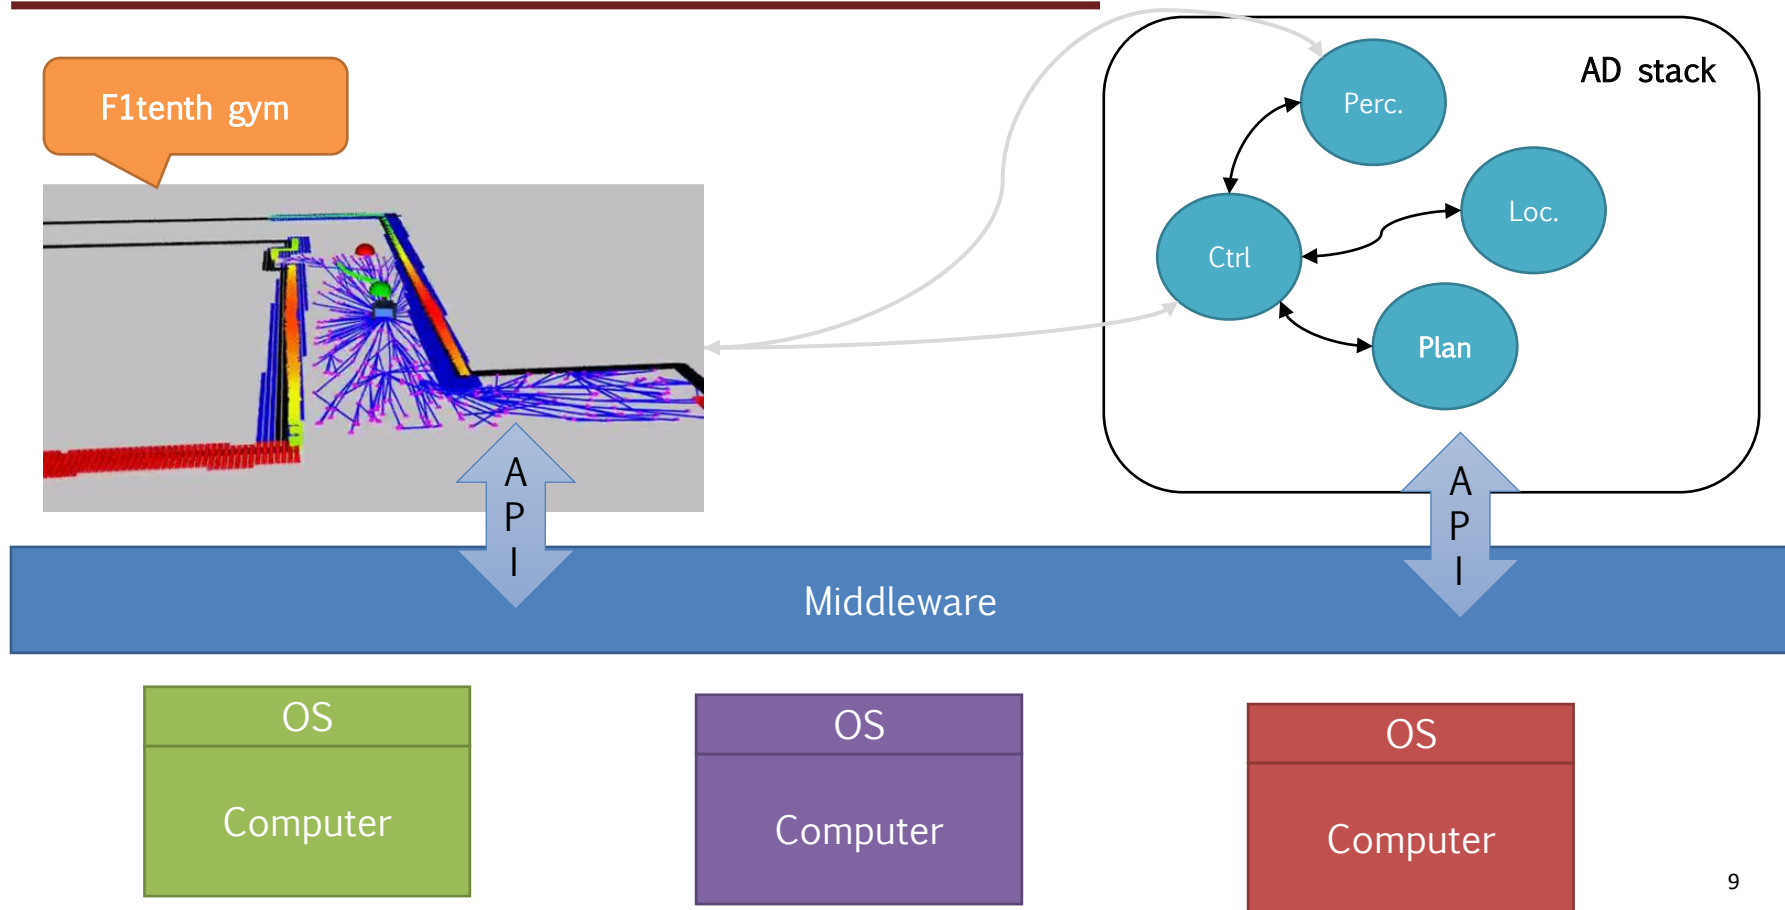 F1tenth gym
AD stack
Perc.
Loc.
Ctrl
Plan
A
P
I
A
P
I
Middleware
OS
Computer
OS
Computer
OS
Computer
9